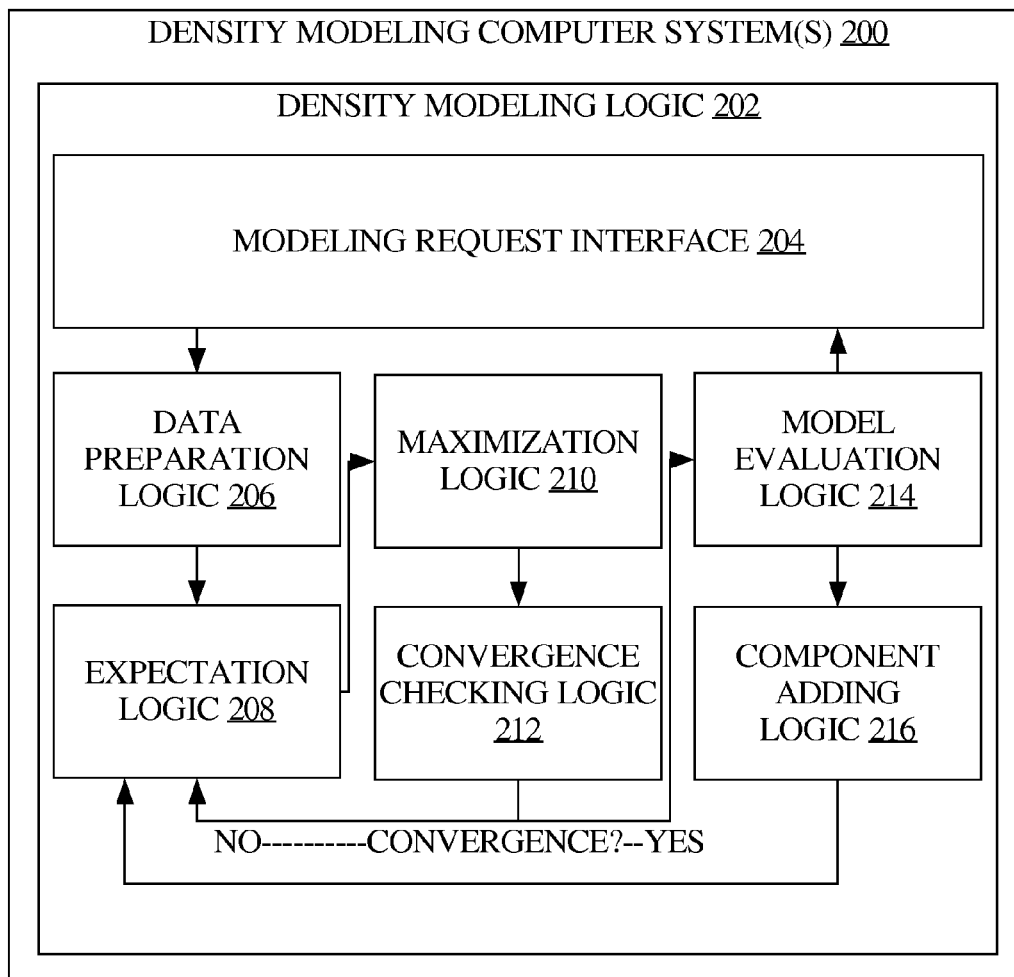 DENSITY MODELING COMPUTER SYSTEM(S) 200
DENSITY MODELING LOGIC 202
MODELING REQUEST INTERFACE 204
DATA
PREPARATION
LOGIC 206
MAXIMIZATION
LOGIC 210
MODEL
EVALUATION
LOGIC 214
EXPECTATION
LOGIC 208
CONVERGENCE
CHECKING LOGIC
212
COMPONENT
ADDING
LOGIC 216
NO----------CONVERGENCE?--YES